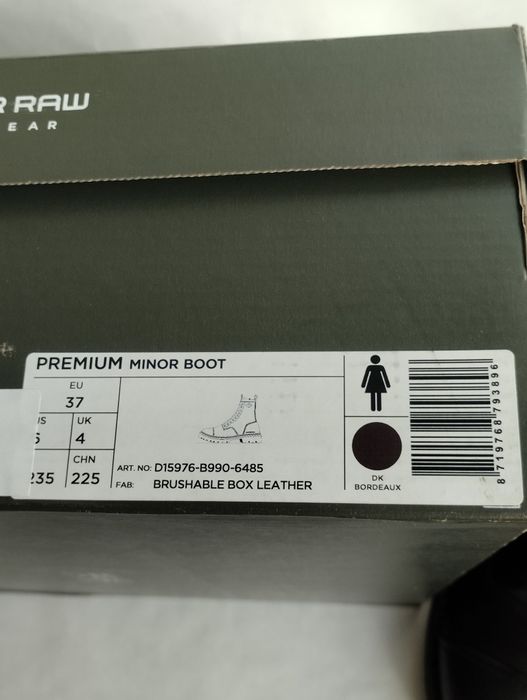 R RAW
EAR
PREMIUM MINOR BOOT
EU
37
UK
4
CHN
235 225
ART. NO: D15976-B990-6485
FAB: BRUSHABLE BOX LEATHER
DK
BORDEAUX
8719768793896